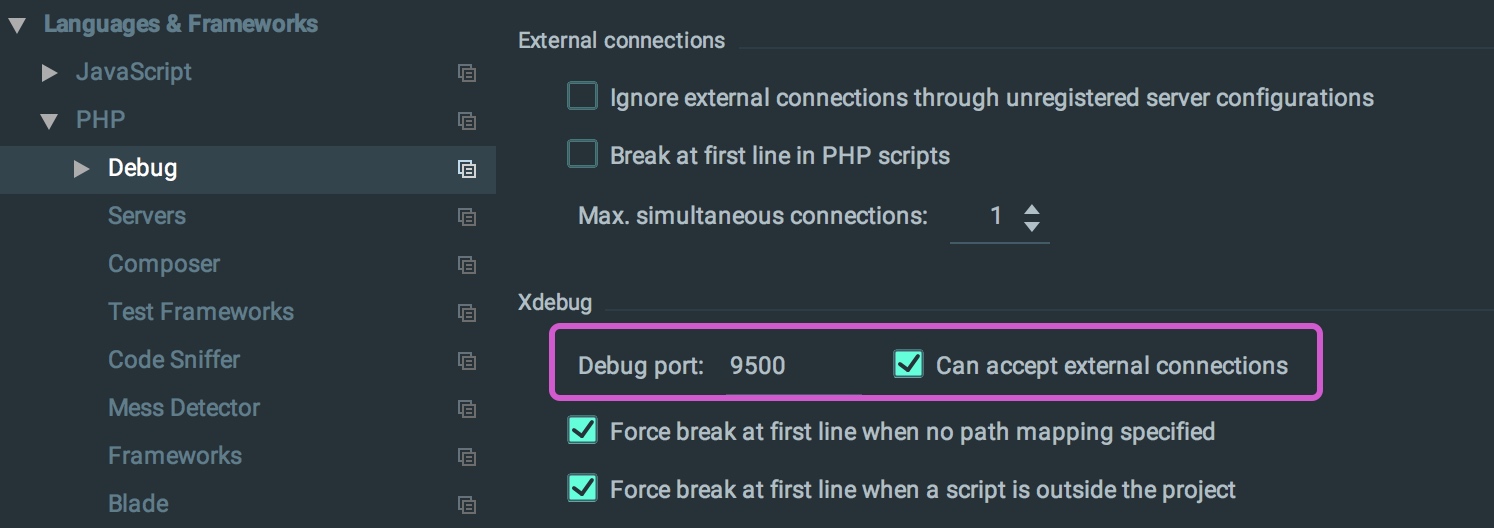 Languages & Frameworks
JavaScript
PHP
Debug
Servers
Composer
Test Frameworks
Code Sniffer
Mess Detector
Frameworks
Blade
External connections
Ignore external connections through unregistered server configurations
Break at first line in PHP scripts
Max. simultaneous connections: 1
Xdebug
Debug port: 9500 Can accept external connections
Force break at first line when no path mapping specified
Force break at first line when a script is outside the project